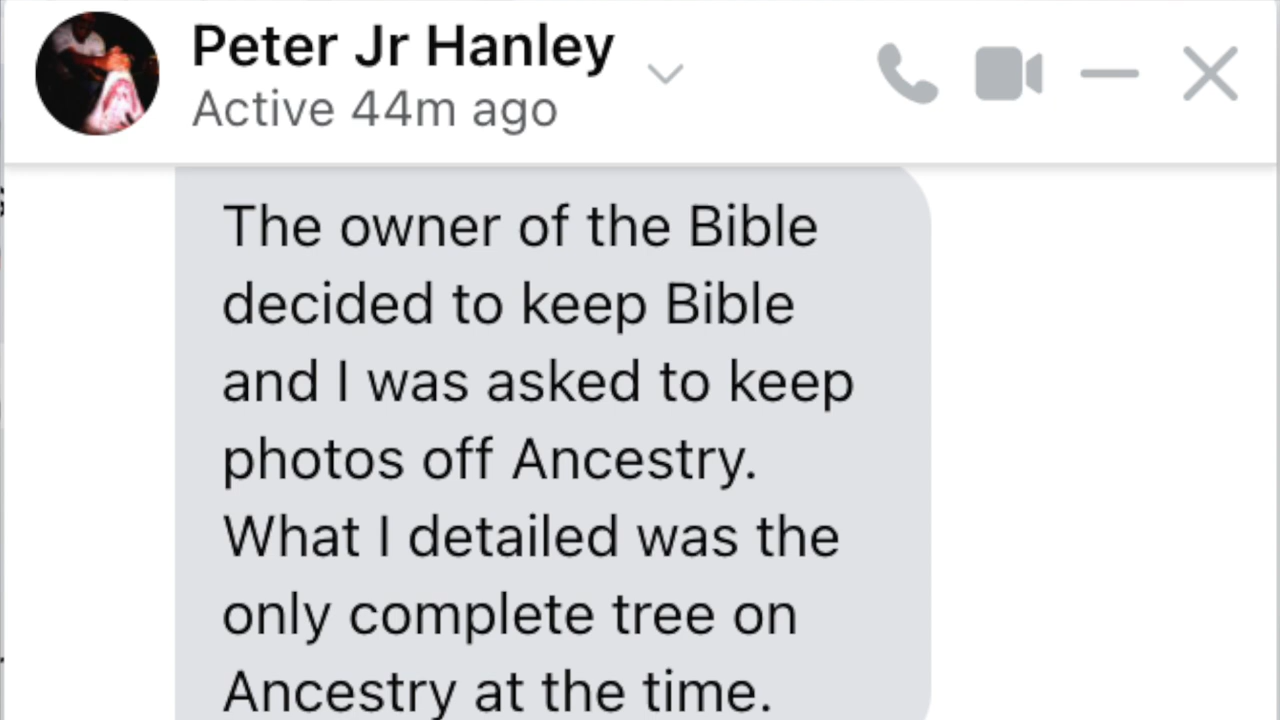 Peter Jr Hanley
Active 44m ago
The owner of the Bible
decided to keep Bible
and I was asked to keep
photos off Ancestry.
What I detailed was the
only complete tree on
Ancestry at the time.